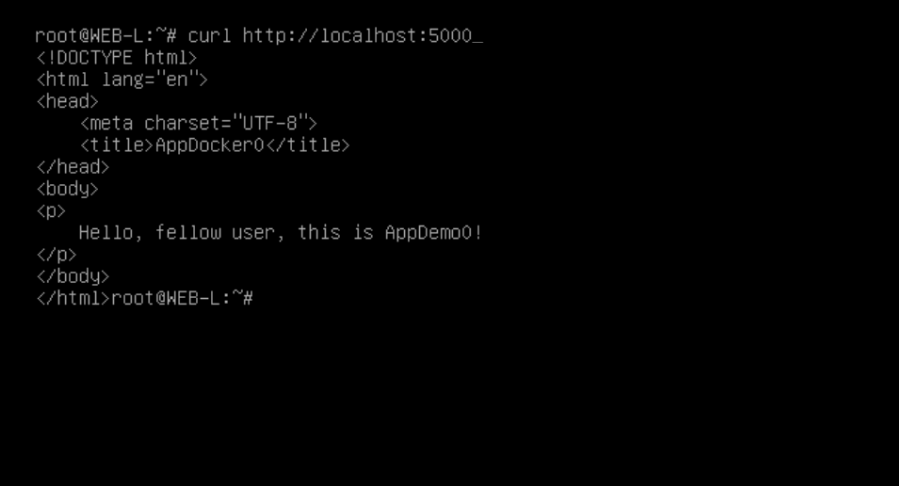 root@WEB-L:~# curl http://localhost:5000_
<!DOCTYPE html>
<html lang="en">
<head>
    <meta charset="UTF-8">
    <title>AppDocker0</title>
</head>
<body>
<p>
    Hello, fellow user, this is AppDemo0!
</p>
</body>
</html>root@WEB-L:~#